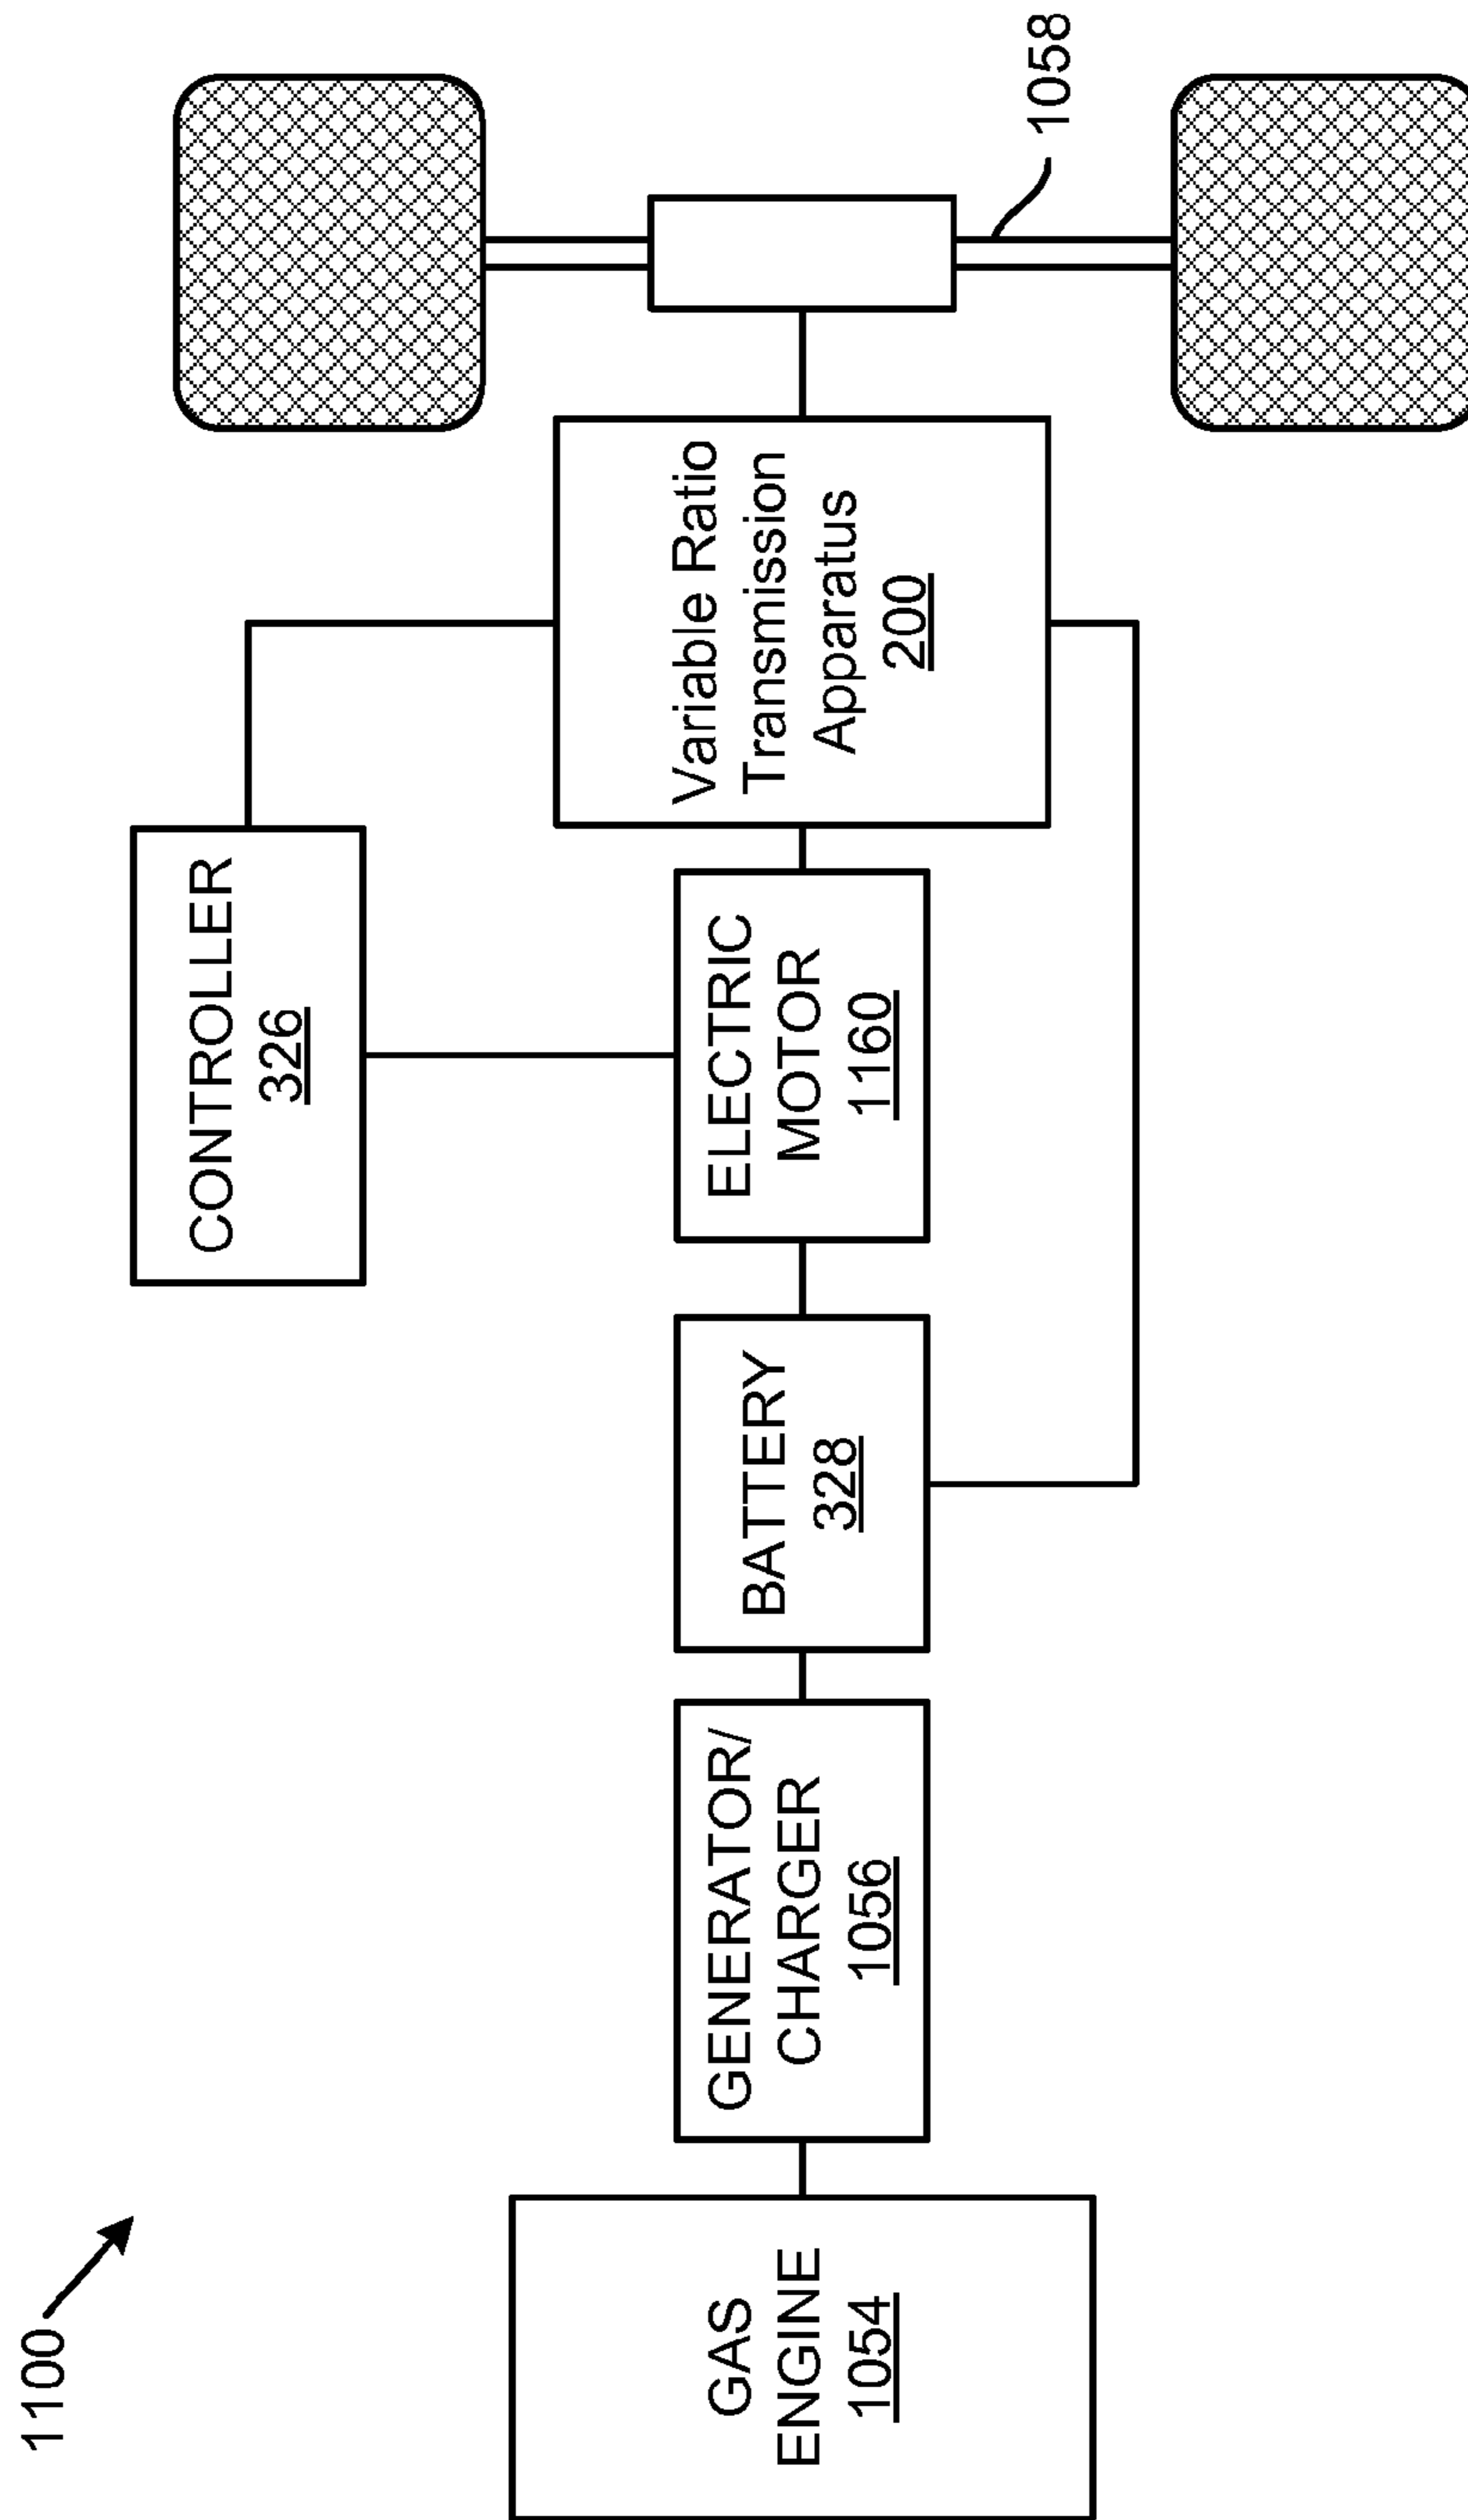 1100
GAS
ENGINE
1054
GENERATOR/
CHARGER
1056
BATTERY
328
ELECTRIC
MOTOR
1160
CONTROLLER
326
Variable Ratio
Transmission
Apparatus
200
1058